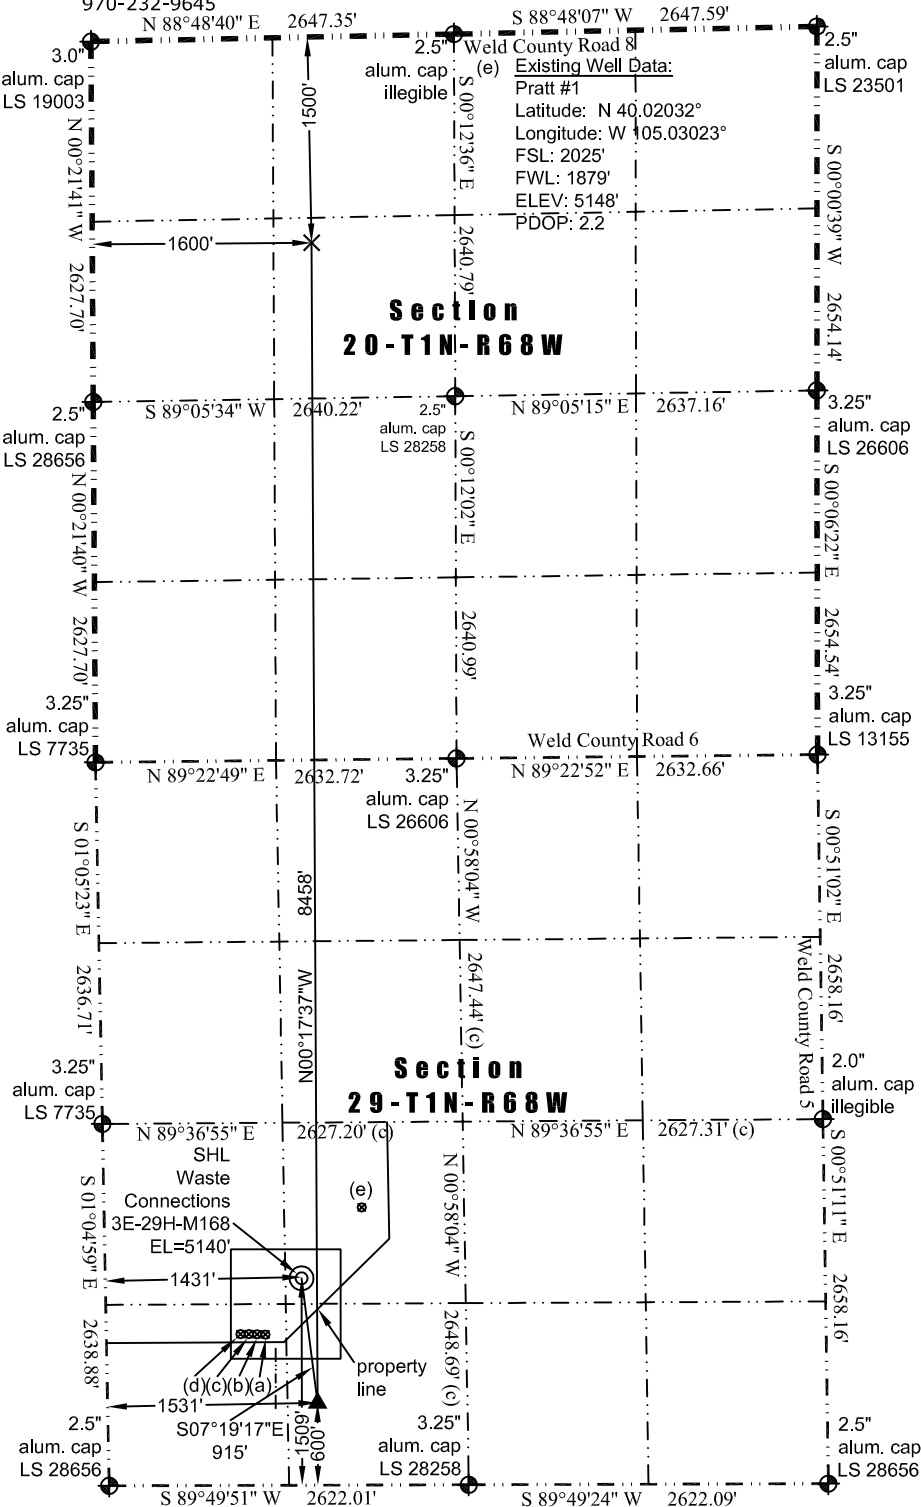 970-232-9645
N 88°48'40" E 2647.35'
S 88°48'07" W 2647.59'
3.0"
alum. cap
LS 19003
2.5"
alum. cap
illegible
Weld County Road 8
2.5"
alum. cap
LS 23501
(e) Existing Well Data:
Pratt #1
Latitude: N 40.02032°
Longitude: W 105.03023°
FSL: 2025'
FWL: 1879'
ELEV: 5148'
PDOP: 2.2
N 00°21'41" W 2627.70'
1500'
S 00°12'36" E 2640.79'
S 00°00'39" W 2654.14'
1600'
Section
20-T1N-R68W
S 89°05'34" W 2640.22'
N 89°05'15" E 2637.16'
2.5"
alum. cap
LS 28656
2.5"
alum. cap
LS 28258
3.25"
alum. cap
LS 26606
N 00°21'40" W 2627.70'
S 00°12'02" E 2640.99'
S 00°06'22" E 2654.54'
3.25"
alum. cap
LS 7735
Weld County Road 6
3.25"
alum. cap
LS 13155
N 89°22'49" E 2632.72'
N 89°22'52" E 2632.66'
3.25"
alum. cap
LS 26606
S 01°05'23" E 2636.71'
N00°17'37"W 8458'
N 00°58'04" W 2647.44' (c)
S 00°51'02" E 2658.16'
Weld County Road 5
3.25"
alum. cap
LS 7735
Section
29-T1N-R68W
2.0"
alum. cap
illegible
N 89°36'55" E 2627.20' (c)
N 89°36'55" E 2627.31' (c)
SHL
Waste
Connections
3E-29H-M168
EL=5140'
(e)
S 01°04'59" E 2638.88'
N 00°58'04" W 2648.69' (c)
S 00°51'11" E 2658.16'
1431'
(d)(c)(b)(a)
property
line
1531'
S07°19'17"E
915'
1509'
600'
2.5"
alum. cap
LS 28656
3.25"
alum. cap
LS 28258
2.5"
alum. cap
LS 28656
S 89°49'51" W 2622.01'
S 89°49'24" W 2622.09'